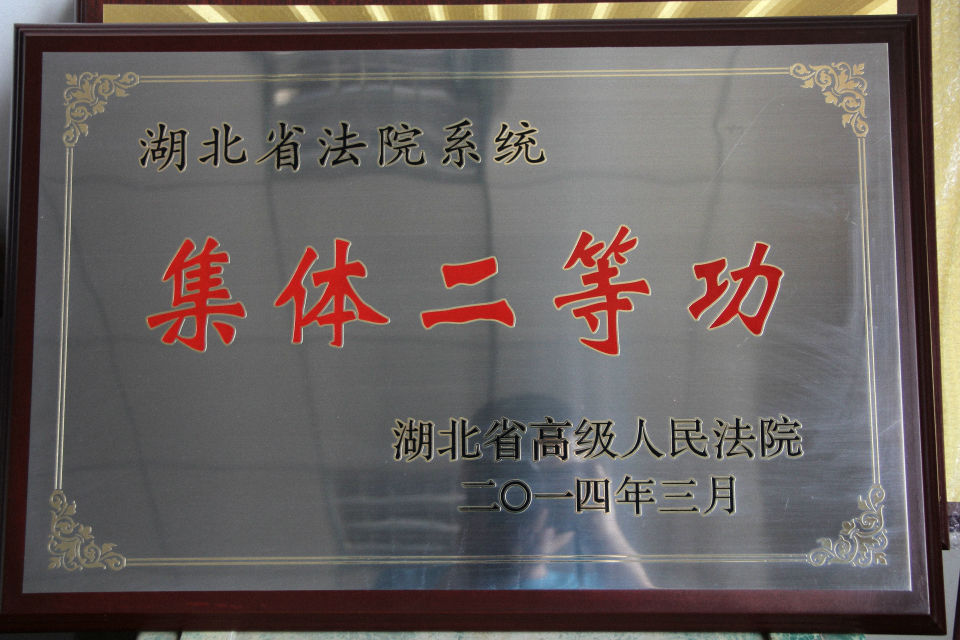 湖北省法院系统
集体二等功
湖北省高级人民法院
二〇一四年三月